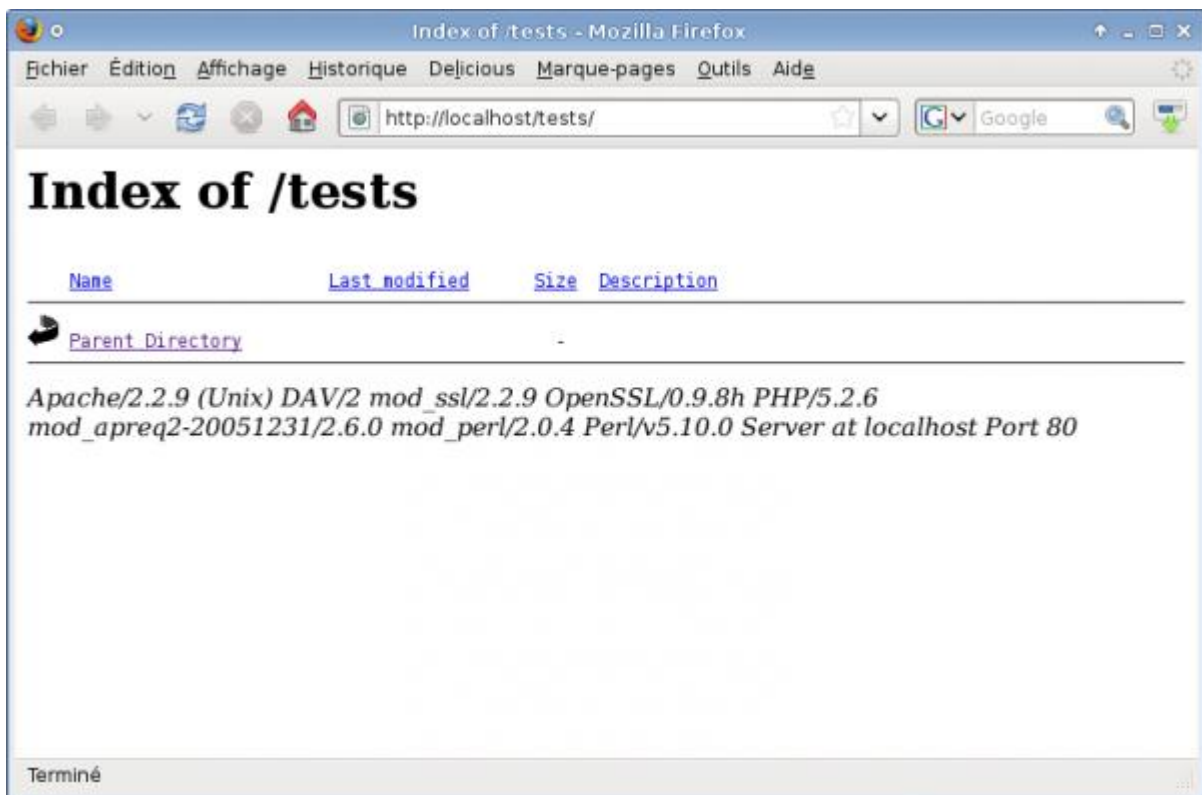 Index of /tests - Mozilla Firefox
Fichier Édition Affichage Historique Delicious Marque-pages Outils Aide
http://localhost/tests/ Google
Index of /tests
Name Last modified Size Description
Parent Directory -
Apache/2.2.9 (Unix) DAV/2 mod_ssl/2.2.9 OpenSSL/0.9.8h PHP/5.2.6
mod_apreq2-20051231/2.6.0 mod_perl/2.0.4 Perl/v5.10.0 Server at localhost Port 80
Terminé